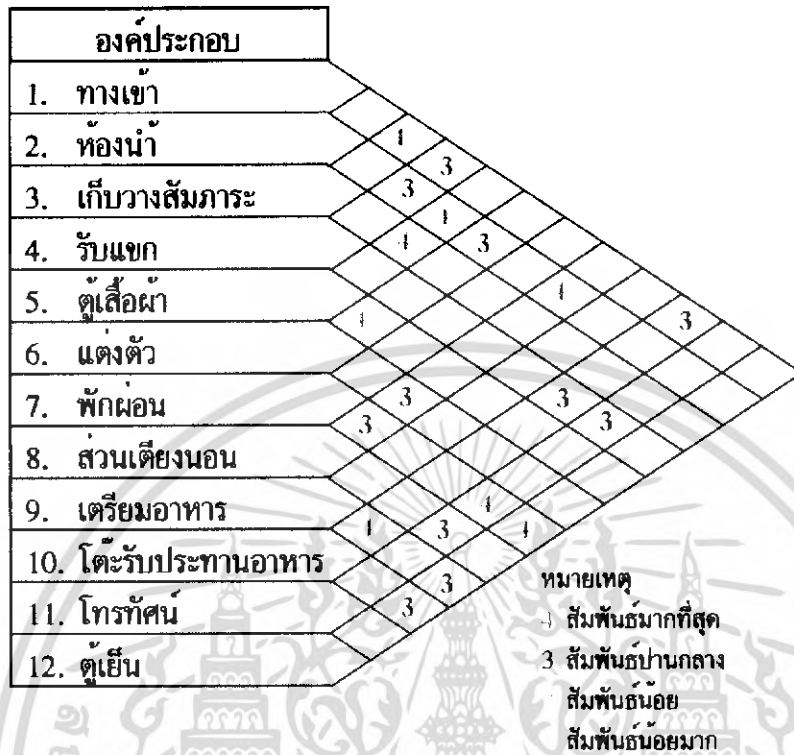 องค์ประกอบ
1. ทางเข้า
2. ห้องน้ำ
3. เก็บวางสัมภาระ
4. รับแขก
5. ตู้เสื้อผ้า
6. แต่งตัว
7. พักผ่อน
8. ส่วนเตียงนอน
9. เตรียมอาหาร
10. โต๊ะรับประทานอาหาร
11. โทรทัศน์
12. ตู้เย็น
3
3
3
3
3 3
3 3
3
3
3
หมายเหตุ
สัมพันธ์มากที่สุด
3 สัมพันธ์ปานกลาง
สัมพันธ์น้อย
สัมพันธ์น้อยมาก